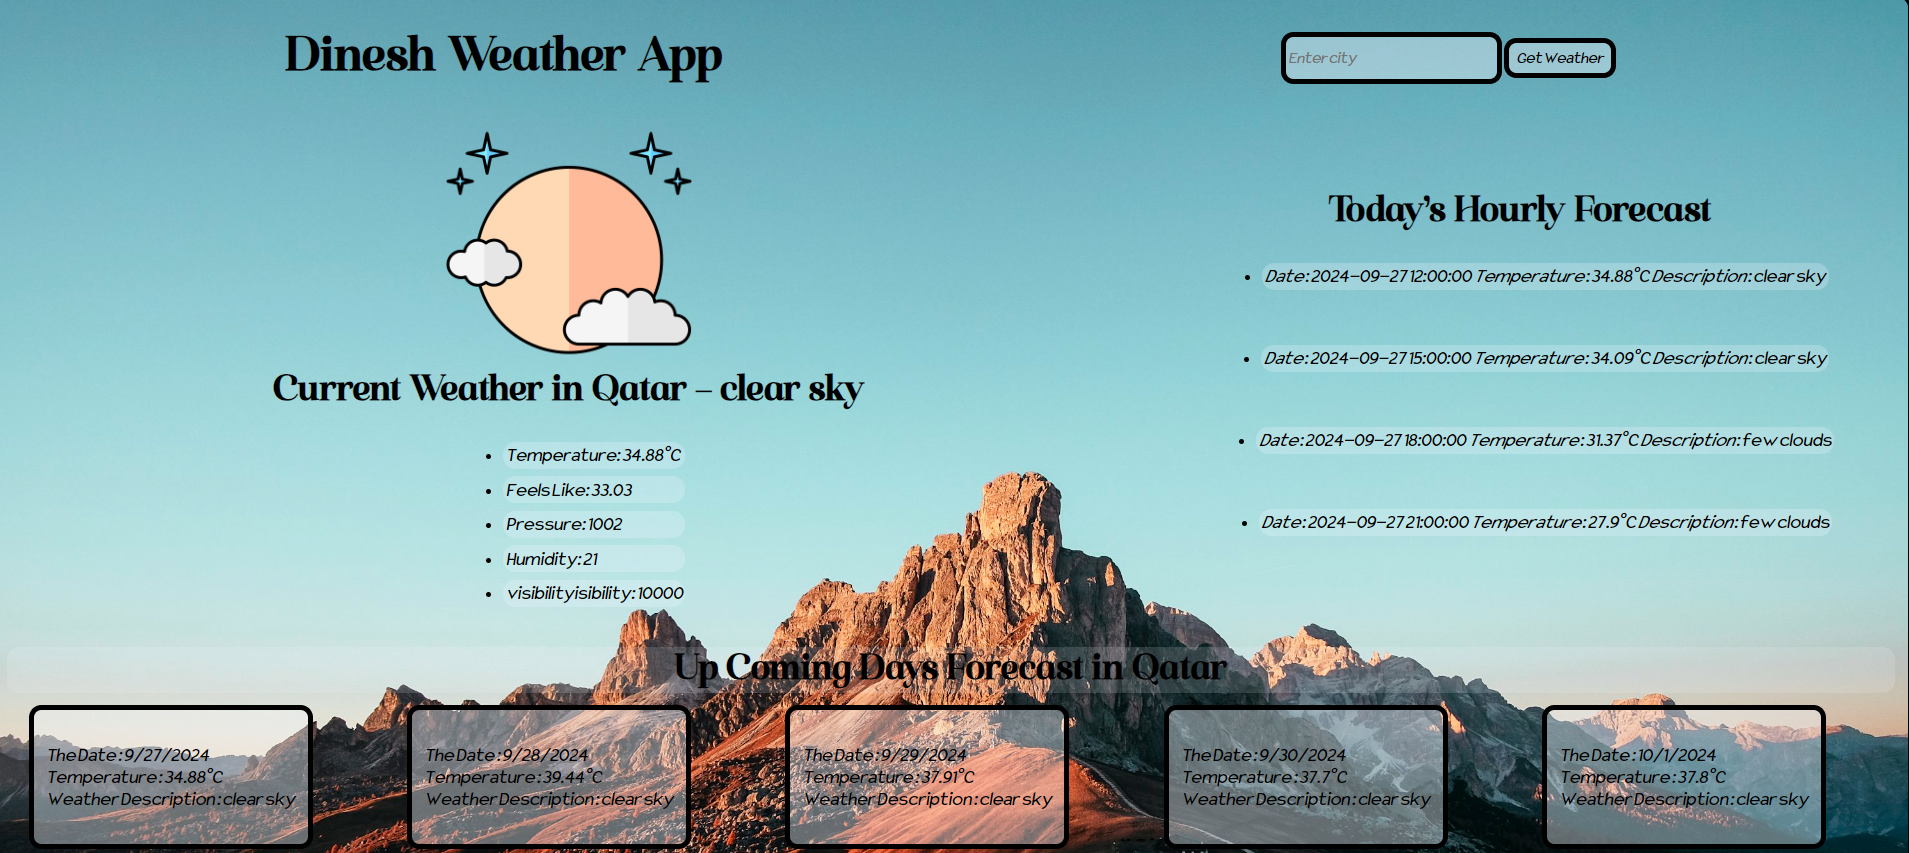 Dinesh Weather App
Enter city
Get Weather
Current Weather in Qatar - clear sky
Temperature: 34.88°C
Feels Like: 33.03
Pressure: 1002
Humidity: 21
visibilityisibility: 10000
Today's Hourly Forecast
Date: 2024-09-27 12:00:00 Temperature: 34.88°C Description: clear sky
Date: 2024-09-27 15:00:00 Temperature: 34.09°C Description: clear sky
Date: 2024-09-27 18:00:00 Temperature: 31.37°C Description: few clouds
Date: 2024-09-27 21:00:00 Temperature: 27.9°C Description: few clouds
Up Coming Days Forecast in Qatar
The Date : 9/27/2024
Temperature : 34.88°C
Weather Description : clear sky
The Date : 9/28/2024
Temperature : 39.44°C
Weather Description : clear sky
The Date : 9/29/2024
Temperature : 37.91°C
Weather Description : clear sky
The Date : 9/30/2024
Temperature : 37.7°C
Weather Description : clear sky
The Date : 10/1/2024
Temperature : 37.8°C
Weather Description : clear sky